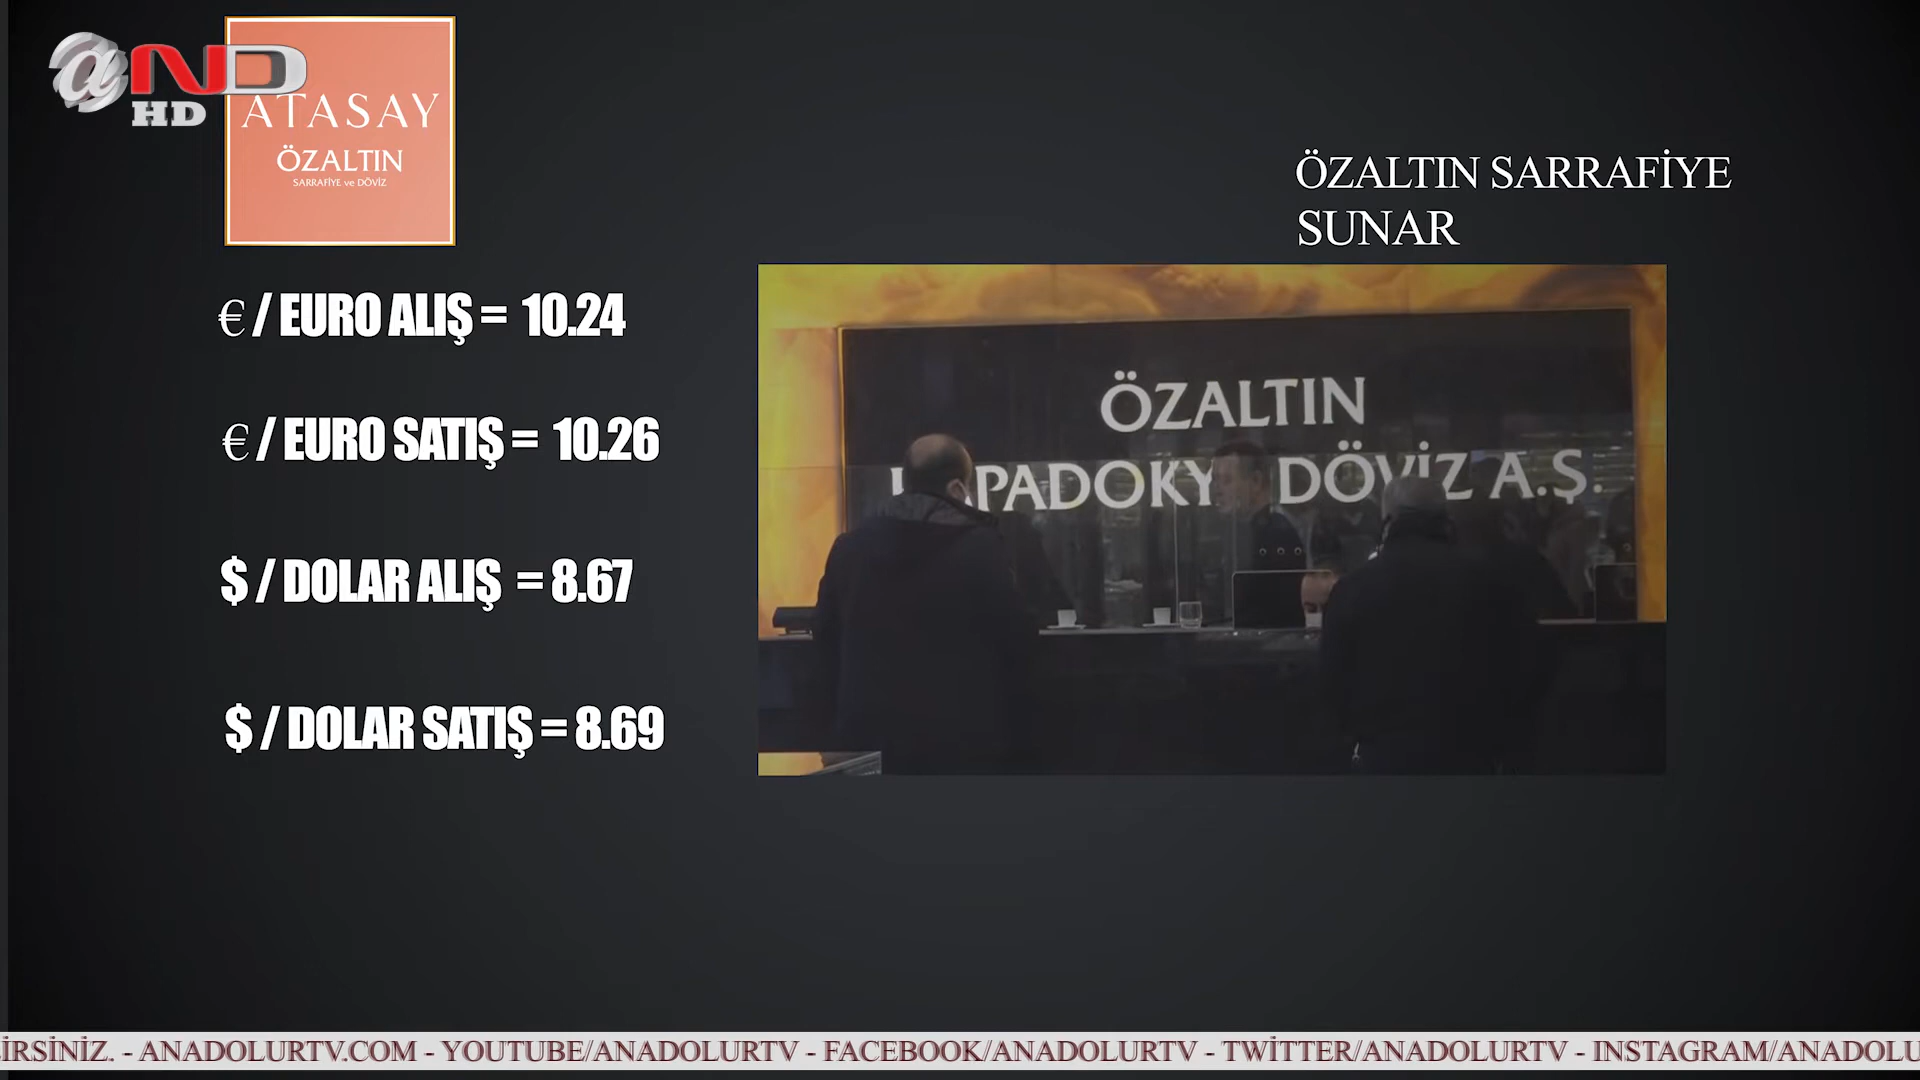 @ND
HD
ATASAY
ÖZALTIN
SARRAFİYE ve DÖVİZ
ÖZALTIN SARRAFİYE
SUNAR
€ / EURO ALIŞ = 10.24
€ / EURO SATIŞ = 10.26
$ / DOLAR ALIŞ = 8.67
$ / DOLAR SATIŞ = 8.69
ÖZALTIN
DÖVİZ A.Ş.
İRSİNİZ. - ANADOLURTV.COM - YOUTUBE/ANADOLURTV - FACEBOOK/ANADOLURTV - TWİTTER/ANADOLURTV - INSTAGRAM/ANADOLU